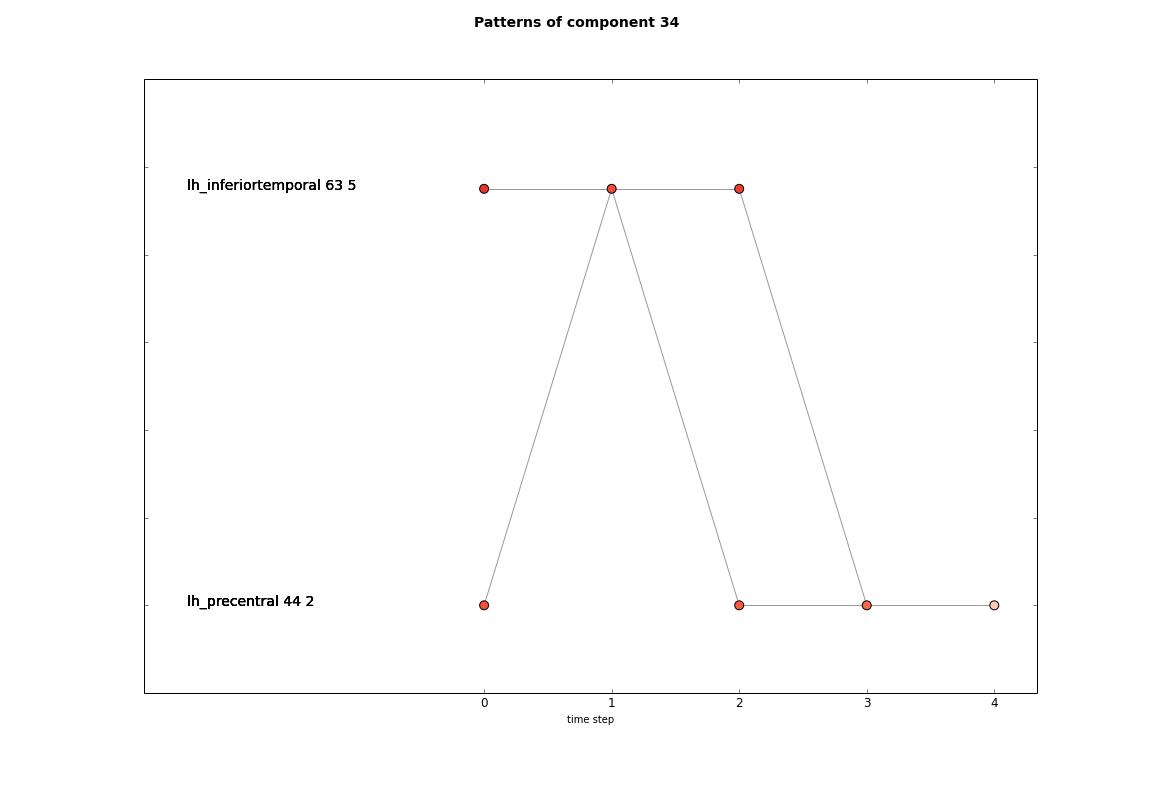 Patterns of component 34
lh_inferiortemporal 63 5
lh_precentral 44 2
0 1 2 3 4
time step